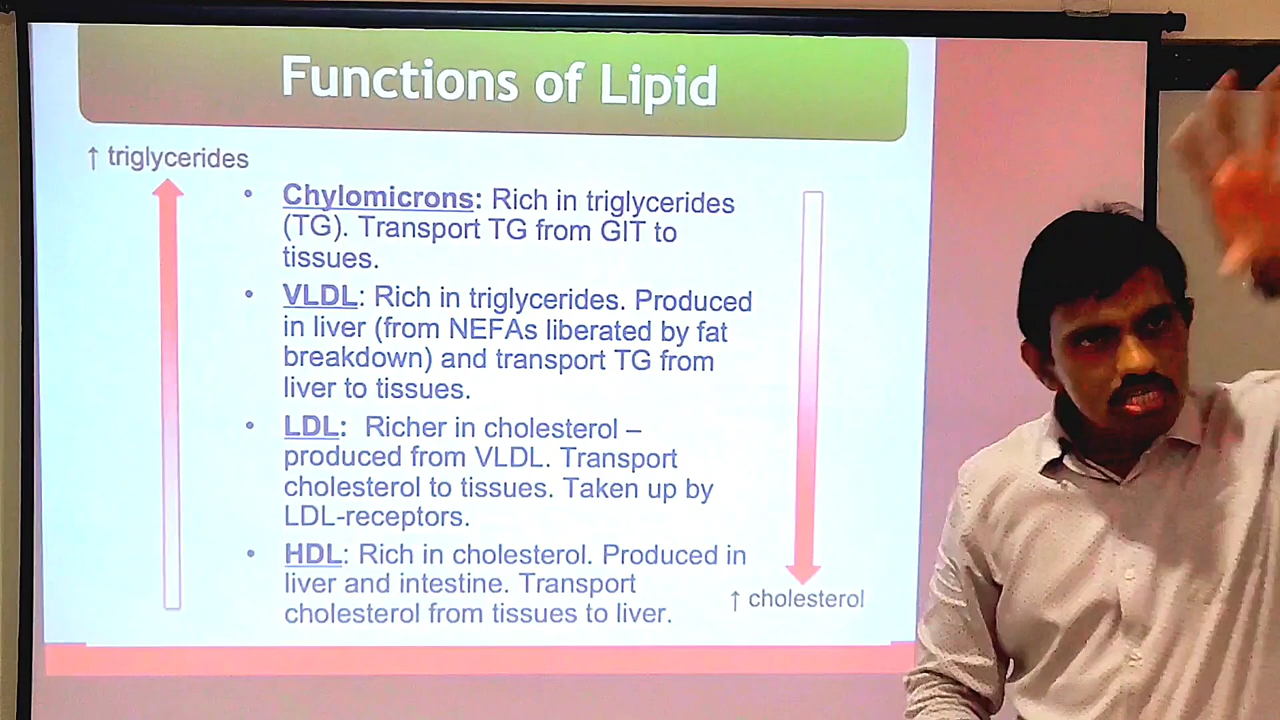 Functions of Lipid
↑ triglycerides
• Chylomicrons: Rich in triglycerides
(TG). Transport TG from GIT to
tissues.
• VLDL: Rich in triglycerides. Produced
in liver (from NEFAs liberated by fat
breakdown) and transport TG from
liver to tissues.
• LDL: Richer in cholesterol –
produced from VLDL. Transport
cholesterol to tissues. Taken up by
LDL-receptors.
• HDL: Rich in cholesterol. Produced in
liver and intestine. Transport
cholesterol from tissues to liver.
↑ cholesterol